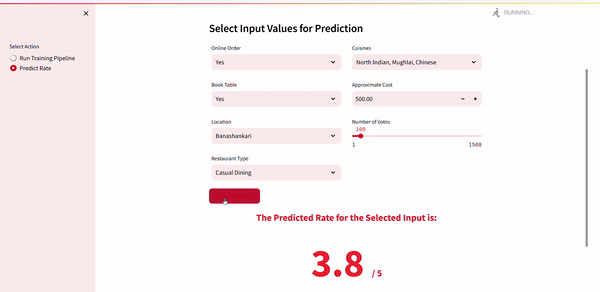 RUNNING...
Select Action
Run Training Pipeline
Predict Rate
Select Input Values for Prediction
Online Order
Yes
Cuisines
North Indian, Mughlai, Chinese
Book Table
Yes
Approximate Cost
500.00
Location
Banashankari
Number of Votes
100
1
1500
Restaurant Type
Casual Dining
The Predicted Rate for the Selected Input is:
3.8 / 5